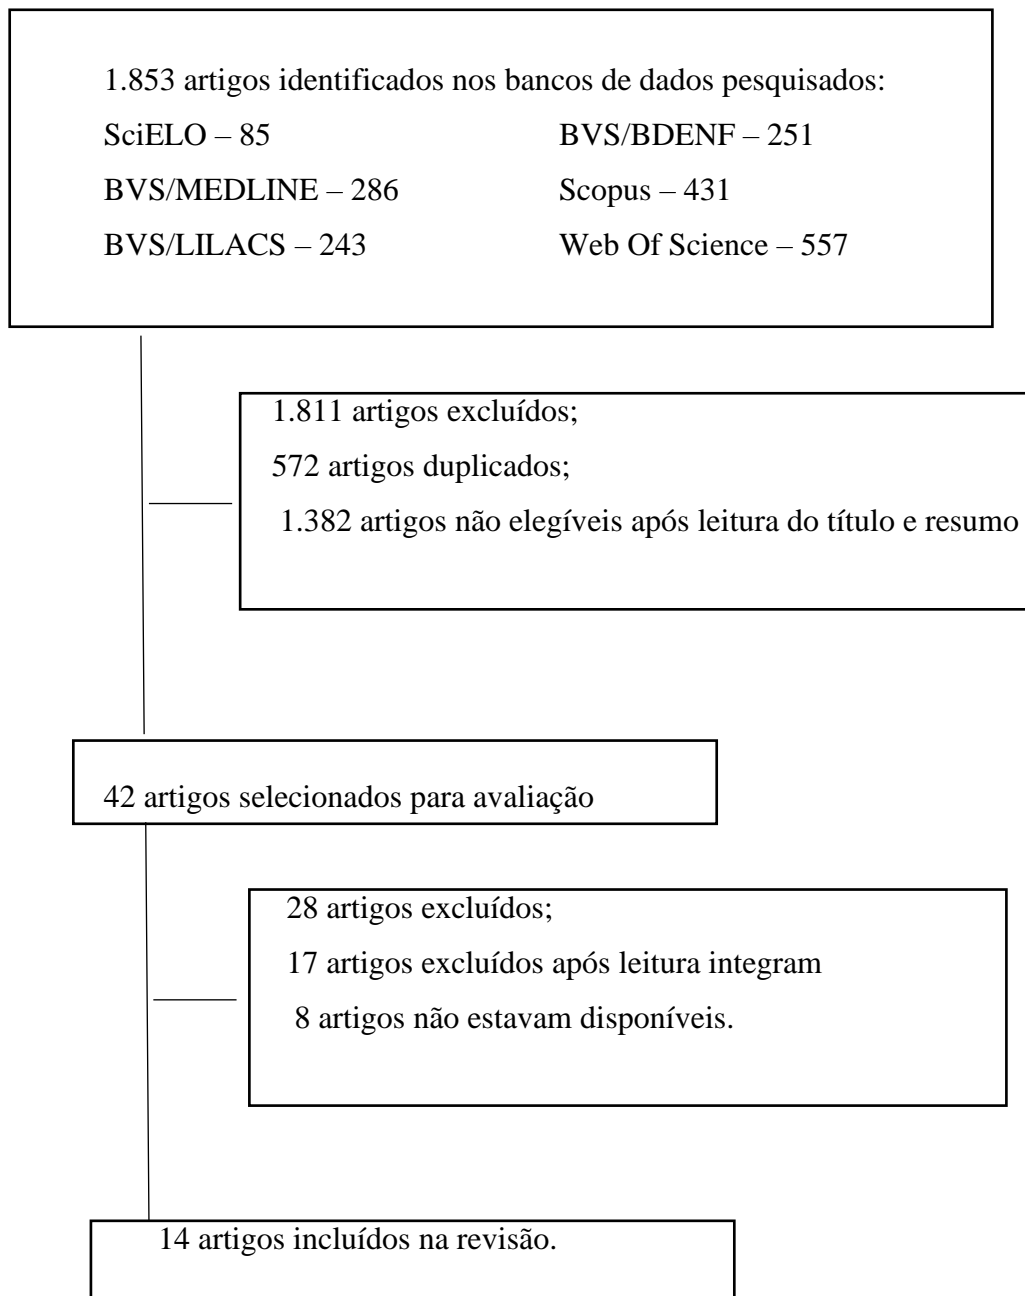 1.853 artigos identificados nos bancos de dados pesquisados:
SciELO – 85 BVS/BDENF – 251
BVS/MEDLINE – 286 Scopus – 431
BVS/LILACS – 243 Web Of Science – 557
1.811 artigos excluídos;
572 artigos duplicados;
1.382 artigos não elegíveis após leitura do título e resumo
42 artigos selecionados para avaliação
28 artigos excluídos;
17 artigos excluídos após leitura integram
8 artigos não estavam disponíveis.
14 artigos incluídos na revisão.